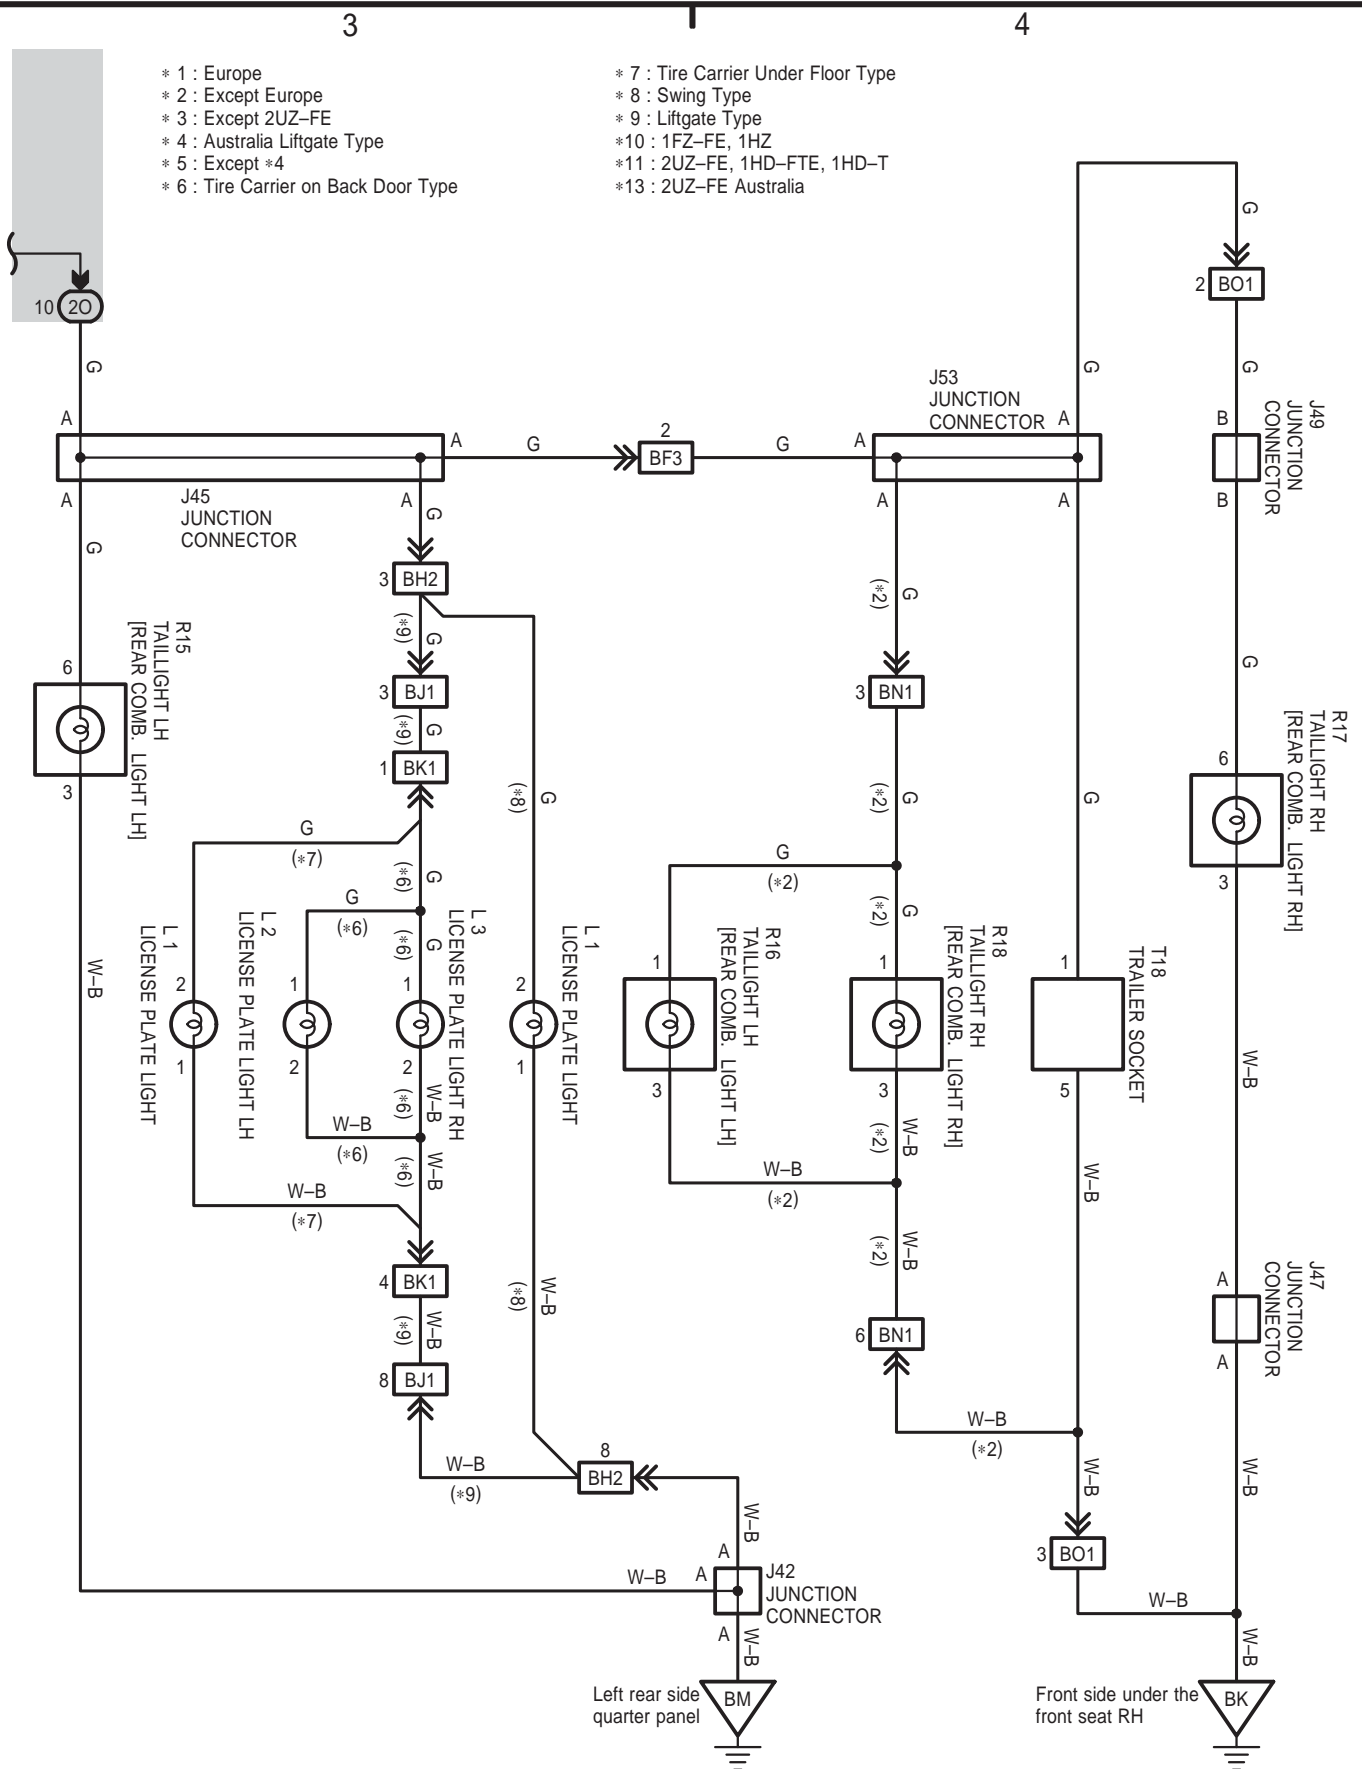 3
4
* 1 : Europe
* 2 : Except Europe
* 3 : Except 2UZ–FE
* 4 : Australia Liftgate Type
* 5 : Except *4
* 6 : Tire Carrier on Back Door Type
* 7 : Tire Carrier Under Floor Type
* 8 : Swing Type
* 9 : Liftgate Type
*10 : 1FZ–FE, 1HZ
*11 : 2UZ–FE, 1HD–FTE, 1HD–T
*13 : 2UZ–FE Australia
10 2O
G
A
A
A
A
J45
JUNCTION
CONNECTOR
G
2
BF3
G
A
J53
JUNCTION
CONNECTOR
A
A
A
G
G
2 BO1
G
B
B
J49
JUNCTION
CONNECTOR
G
6
3
R15
TAILLIGHT LH
[REAR COMB. LIGHT LH]
W–B
G
3 BH2
G
(*9)
3 BJ1
G
(*9)
1 BK1
G
(*7)
G
(*6)
G
(*6)
G
(*6)
G
(*8)
2
1
L 1
LICENSE PLATE LIGHT
1
2
L 2
LICENSE PLATE LIGHT LH
1
2
L 3
LICENSE PLATE LIGHT RH
2
1
L 1
LICENSE PLATE LIGHT
W–B
(*6)
W–B
(*6)
W–B
(*6)
W–B
(*7)
4 BK1
W–B
(*9)
8 BJ1
W–B
(*9)
W–B
(*8)
8
BH2
W–B
A
W–B
A
J42
JUNCTION
CONNECTOR
A
W–B
Left rear side
quarter panel
BM
G
(*2)
3 BN1
G
(*2)
G
(*2)
G
(*2)
1
3
R16
TAILLIGHT LH
[REAR COMB. LIGHT LH]
1
3
R18
TAILLIGHT RH
[REAR COMB. LIGHT RH]
W–B
(*2)
W–B
(*2)
W–B
(*2)
6 BN1
W–B
(*2)
G
1
5
T18
TRAILER SOCKET
W–B
W–B
3 BO1
W–B
G
6
3
R17
TAILLIGHT RH
[REAR COMB. LIGHT RH]
W–B
A
A
J47
JUNCTION
CONNECTOR
W–B
W–B
Front side under the
front seat RH
BK